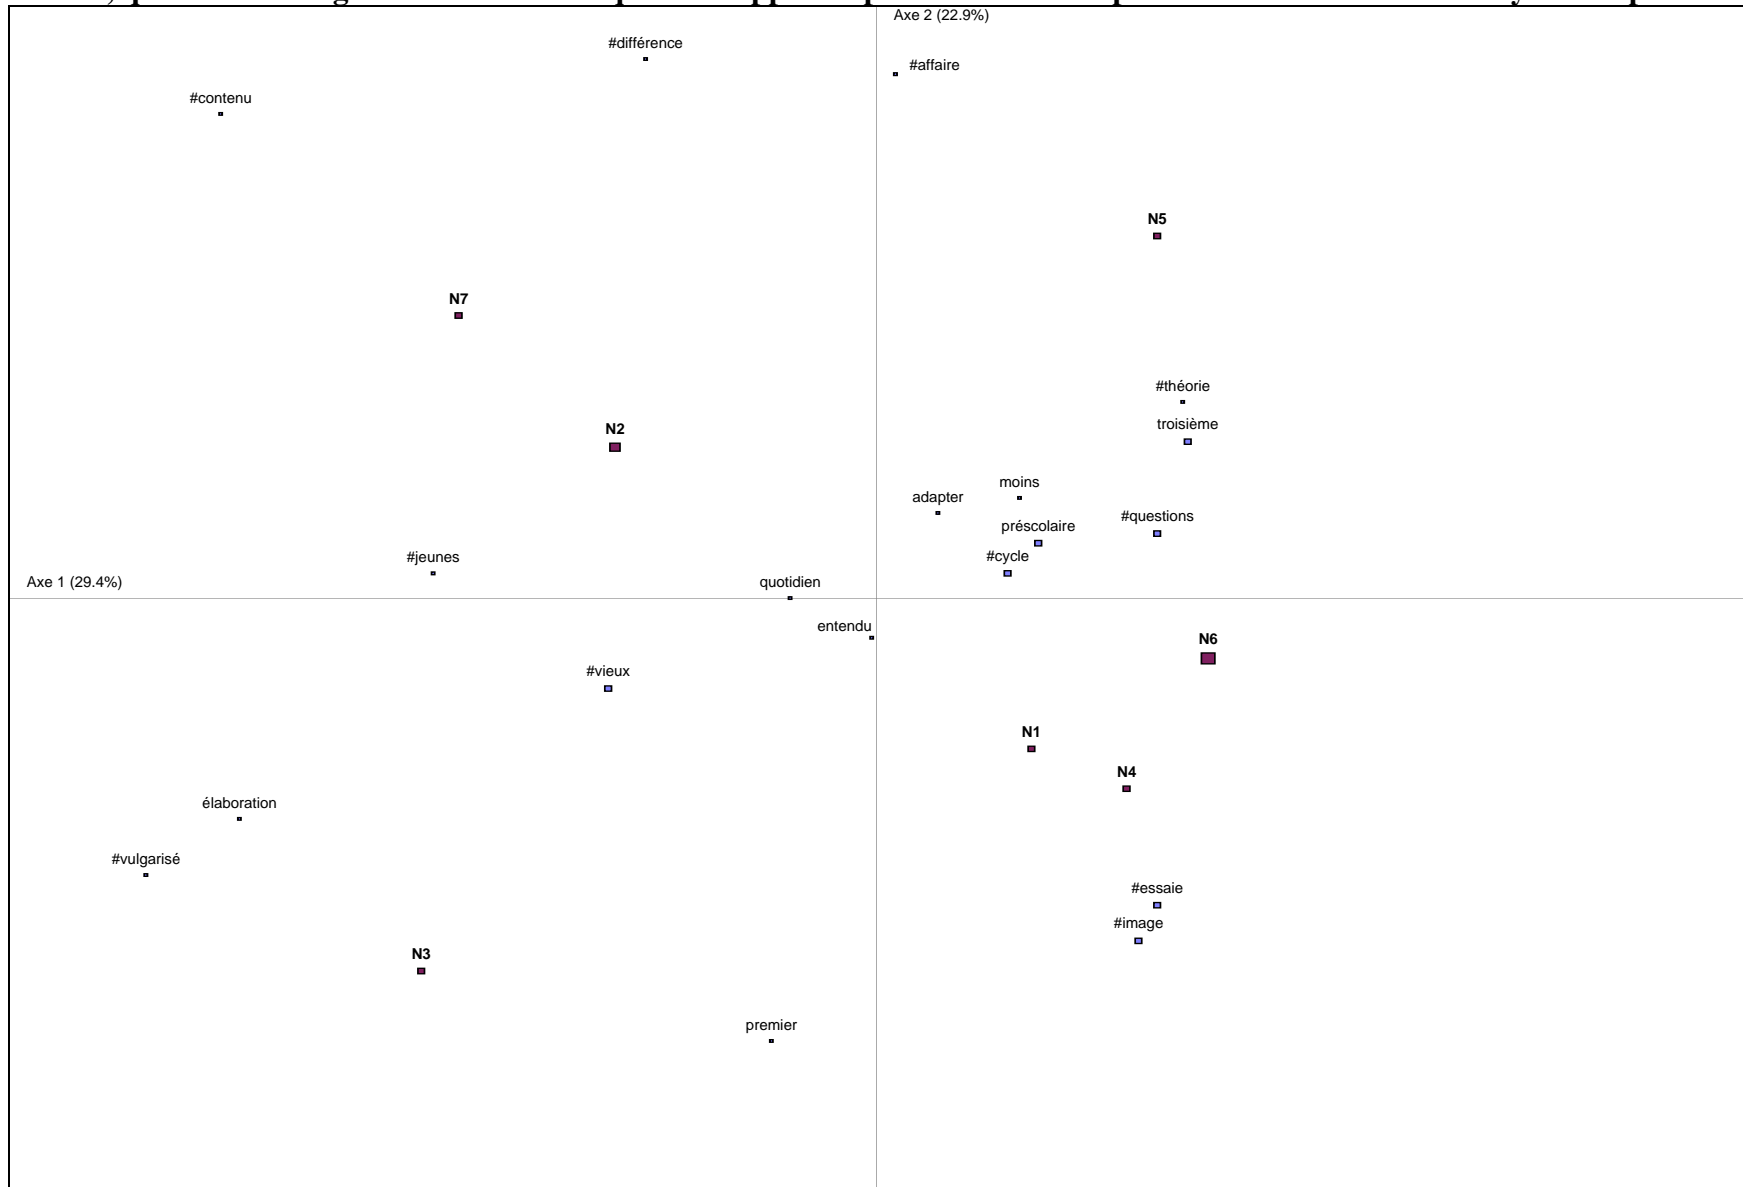 Axe 2 (22.9%)
#différence
#affaire
#contenu
N5
N7
#théorie
troisième
N2
moins
adapter
#questions
préscolaire
#jeunes
#cycle
Axe 1 (29.4%)
quotidien
entendu
N6
#vieux
N1
N4
élaboration
#vulgarisé
#essaie
#image
N3
premier